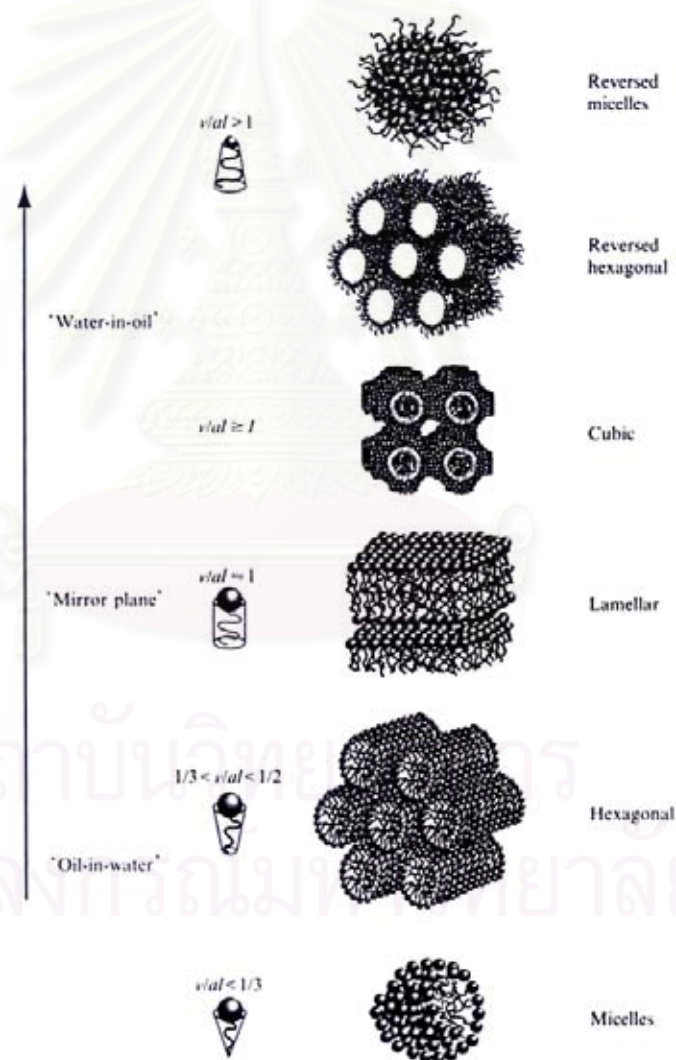 Reversed
micelles
v/al > 1
Reversed
hexagonal
'Water-in-oil'
v/al ≥ 1
Cubic
v/al ≈ 1
'Mirror plane'
Lamellar
1/3 < v/al < 1/2
Hexagonal
'Oil-in-water'
v/al < 1/3
Micelles